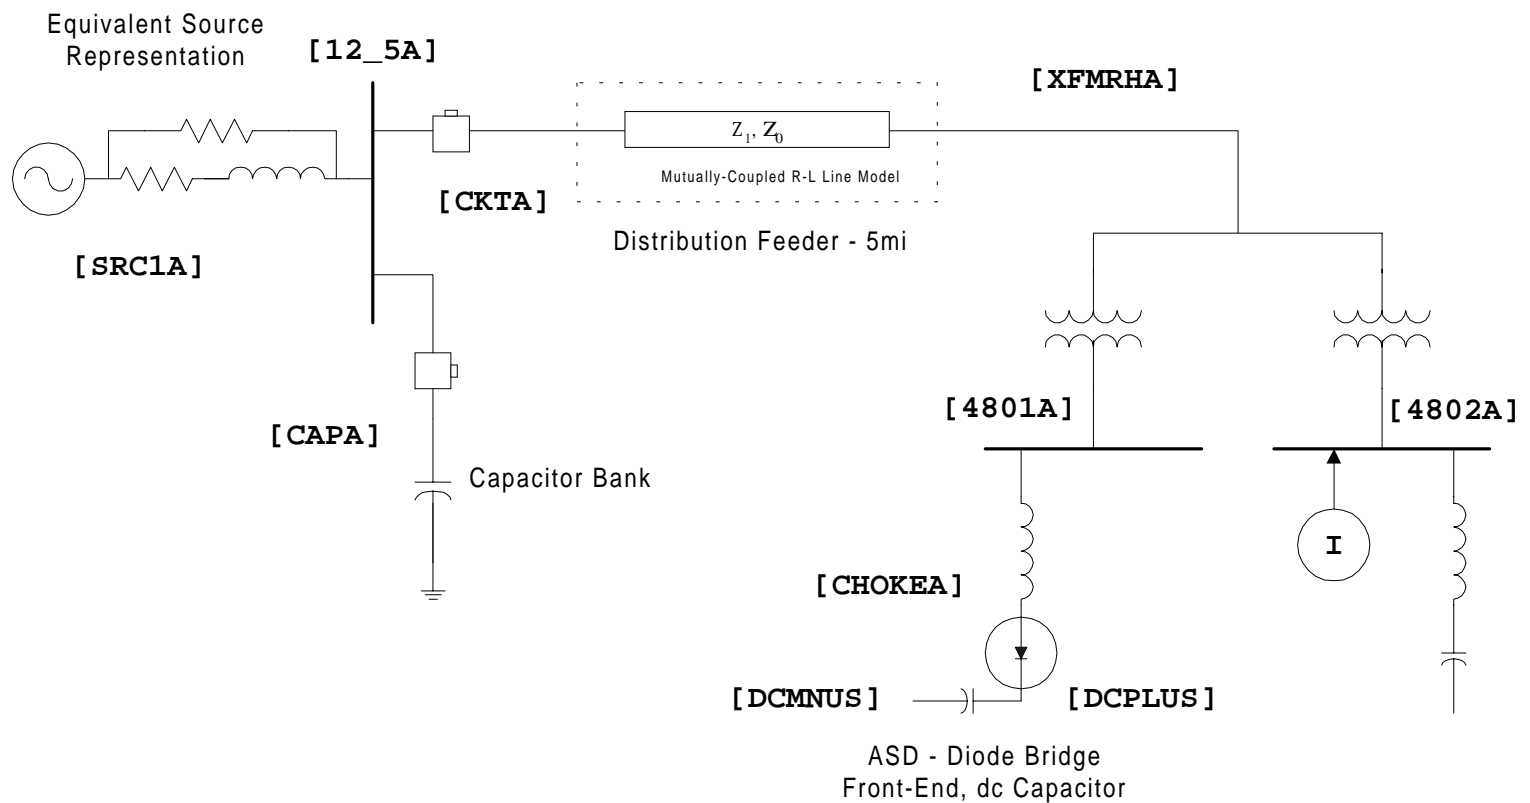 Equivalent Source
Representation
[12_5A]
[XFMRHA]
Z1, Z0
Mutually-Coupled R-L Line Model
[CKTA]
Distribution Feeder - 5mi
[SRC1A]
[4801A]
[4802A]
[CAPA]
Capacitor Bank
I
[CHOKEA]
[DCMNUS]
[DCPLUS]
ASD - Diode Bridge
Front-End, dc Capacitor